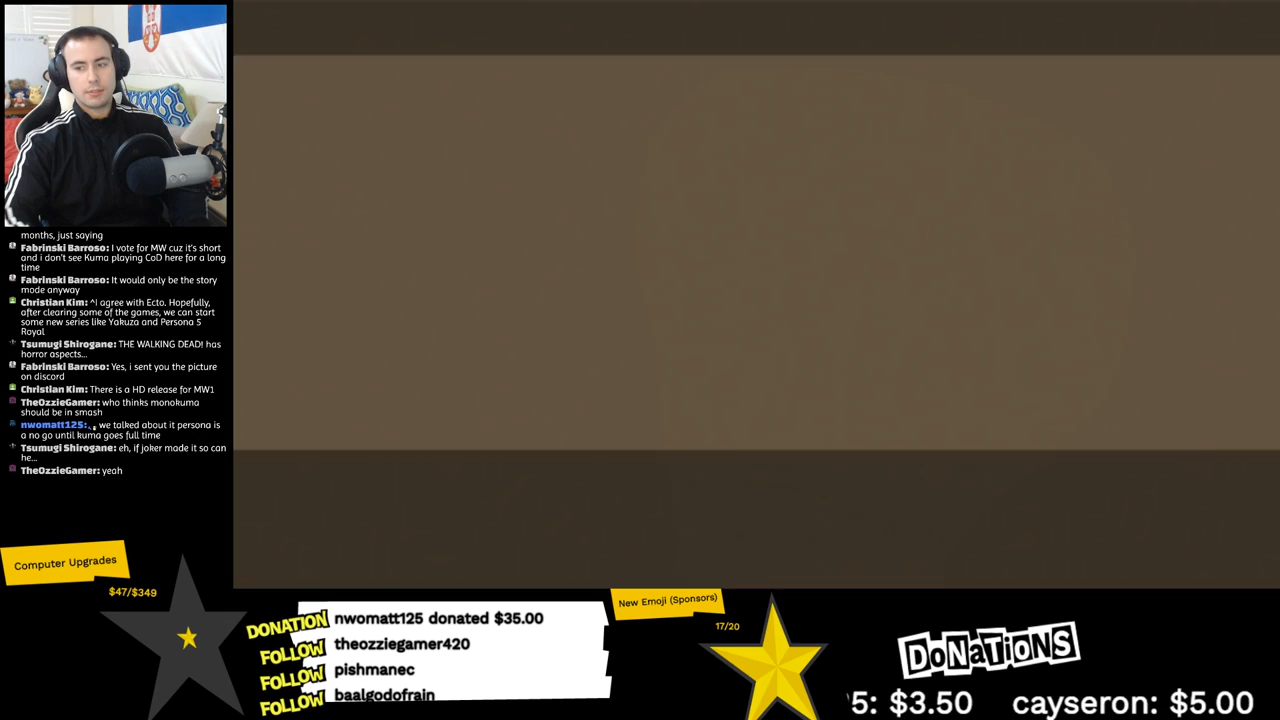 months, just saying
Fabrinski Barroso: I vote for MW cuz it's short
and i don't see Kuma playing CoD here for a long
time
Fabrinski Barroso: It would only be the story
mode anyway
Christian Kim: ^I agree with Ecto. Hopefully,
after clearing some of the games, we can start
some new series like Yakuza and Persona 5
Royal
Tsumugi Shirogane: THE WALKING DEAD! has
horror aspects...
Fabrinski Barroso: Yes, i sent you the picture
on discord
Christian Kim: There is a HD release for MW1
TheOzzieGamer: who thinks monokuma
should be in smash
nwomatt125: we talked about it persona is
a no go until kuma goes full time
Tsumugi Shirogane: eh, if joker made it so can
he...
TheOzzieGamer: yeah
Computer Upgrades
$47/$349
DONATION nwomatt125 donated $35.00
FOLLOW theozziegamer420
FOLLOW pishmanec
FOLLOW baalgodofrain
New Emoji (Sponsors)
17/20
DoNaTioNS
5: $3.50 cayseron: $5.00